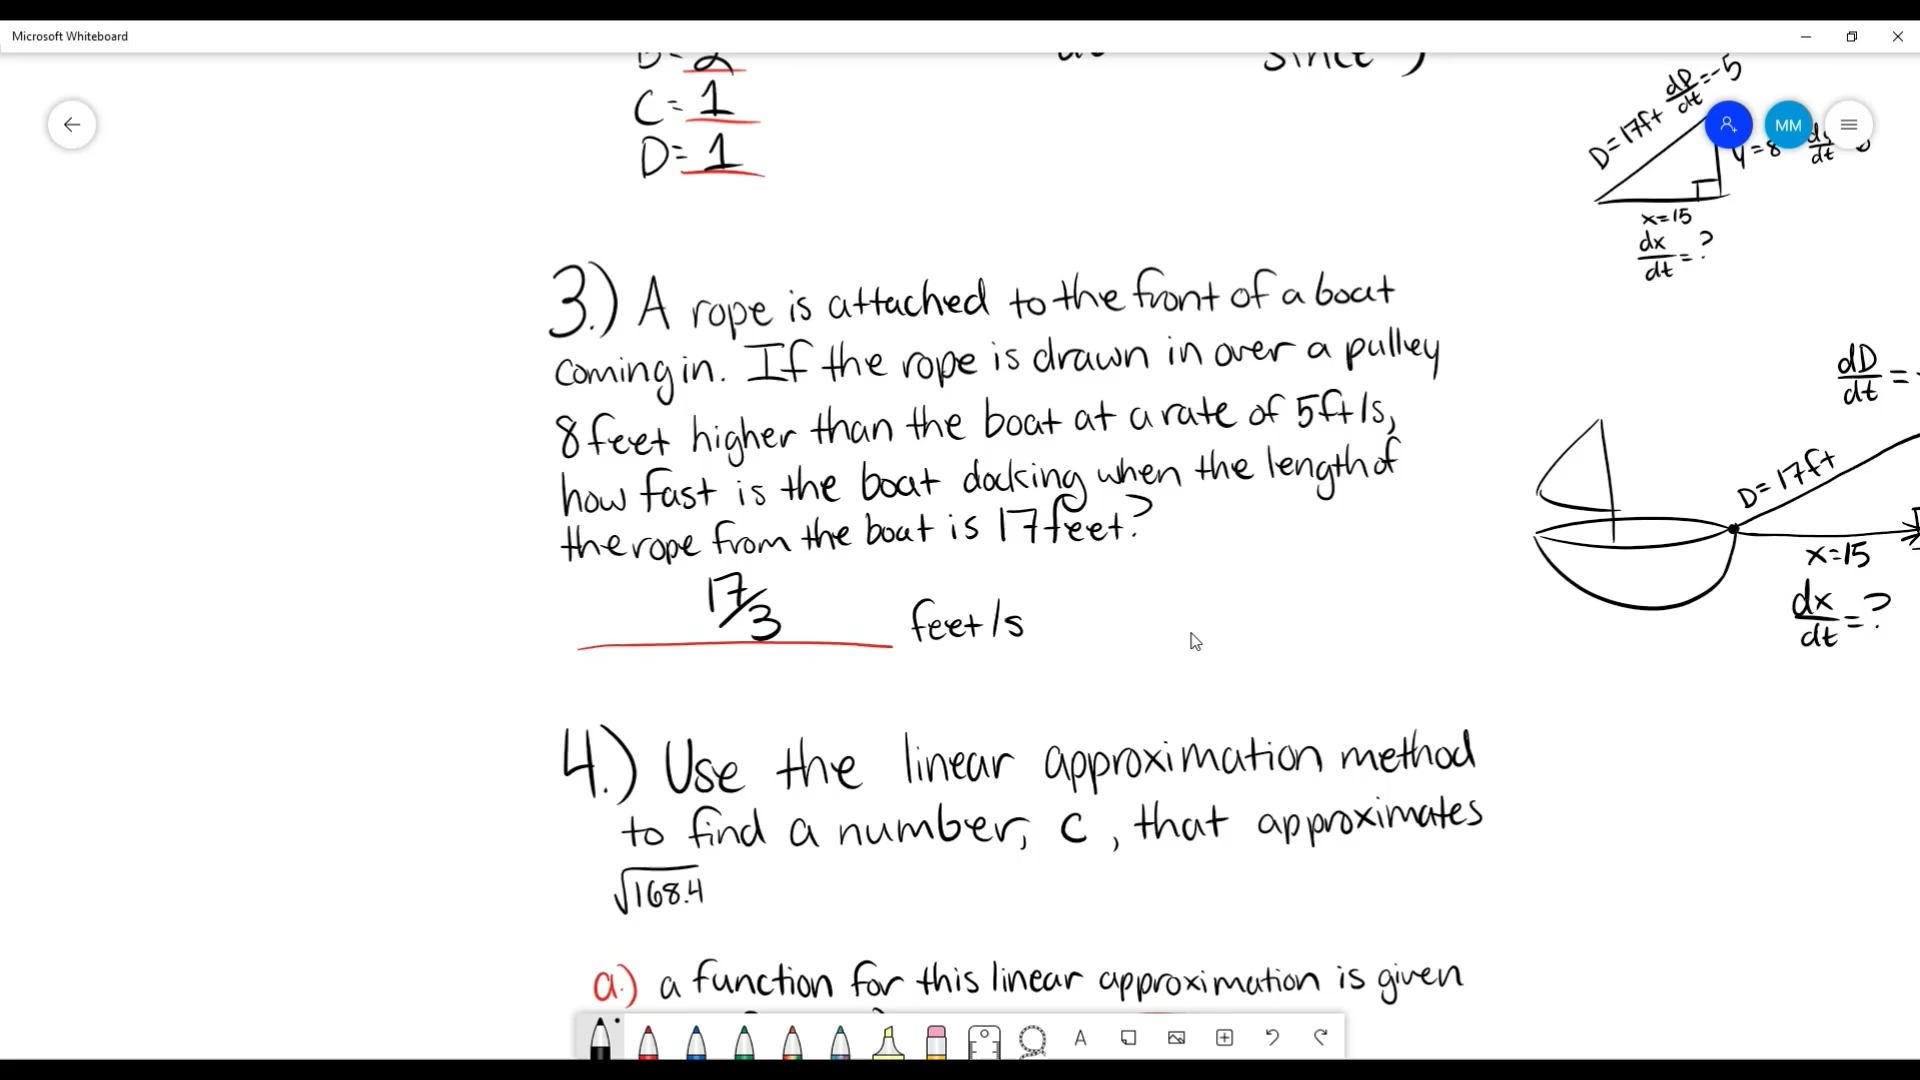 Microsoft Whiteboard
C = 1
D = 1
D=17ft
dD/dt = -5
MM
x=15
dx/dt = ?
3.) A rope is attached to the front of a boat
coming in. If the rope is drawn in over a pulley
8 feet higher than the boat at a rate of 5ft/s,
how fast is the boat docking when the length of
the rope from the boat is 17 feet?
17/3 feet/s
dD/dt =
D=17ft
x=15
dx/dt = ?
4.) Use the linear approximation method
to find a number, c, that approximates
√168.4
a.) a function for this linear approximation is given